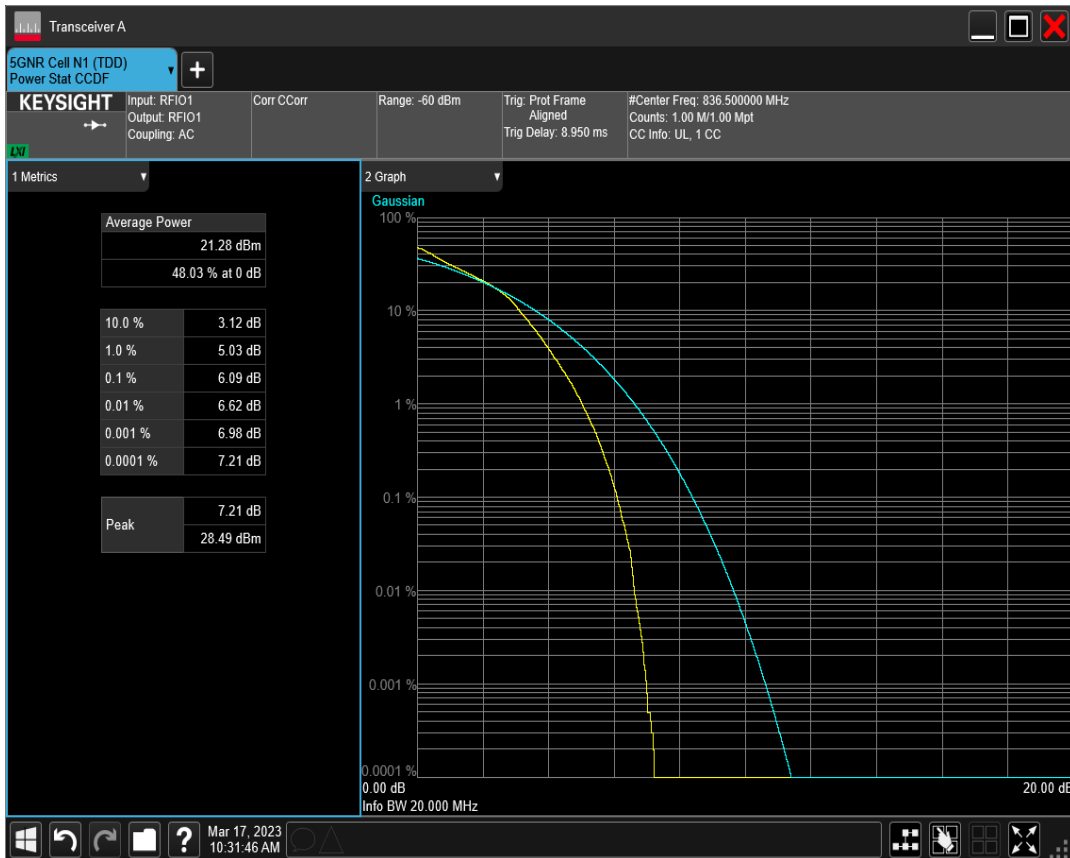 Transceiver A
5GNR Cell N1 (TDD)
Power Stat CCDF
+
KEYSIGHT
LXI
Input: RFIO1
Output: RFIO1
Coupling: AC
Corr CCorr
Range: -60 dBm
Trig: Prot Frame
Aligned
Trig Delay: 8.950 ms
#Center Freq: 836.500000 MHz
Counts: 1.00 M/1.00 Mpt
CC Info: UL, 1 CC
1 Metrics
Average Power
21.28 dBm
48.03 % at 0 dB
10.0 % 3.12 dB
1.0 % 5.03 dB
0.1 % 6.09 dB
0.01 % 6.62 dB
0.001 % 6.98 dB
0.0001 % 7.21 dB
Peak
7.21 dB
28.49 dBm
2 Graph
Gaussian
100 %
10 %
1 %
0.1 %
0.01 %
0.001 %
0.0001 %
0.00 dB
20.00 dB
Info BW 20.000 MHz
?
Mar 17, 2023
10:31:46 AM